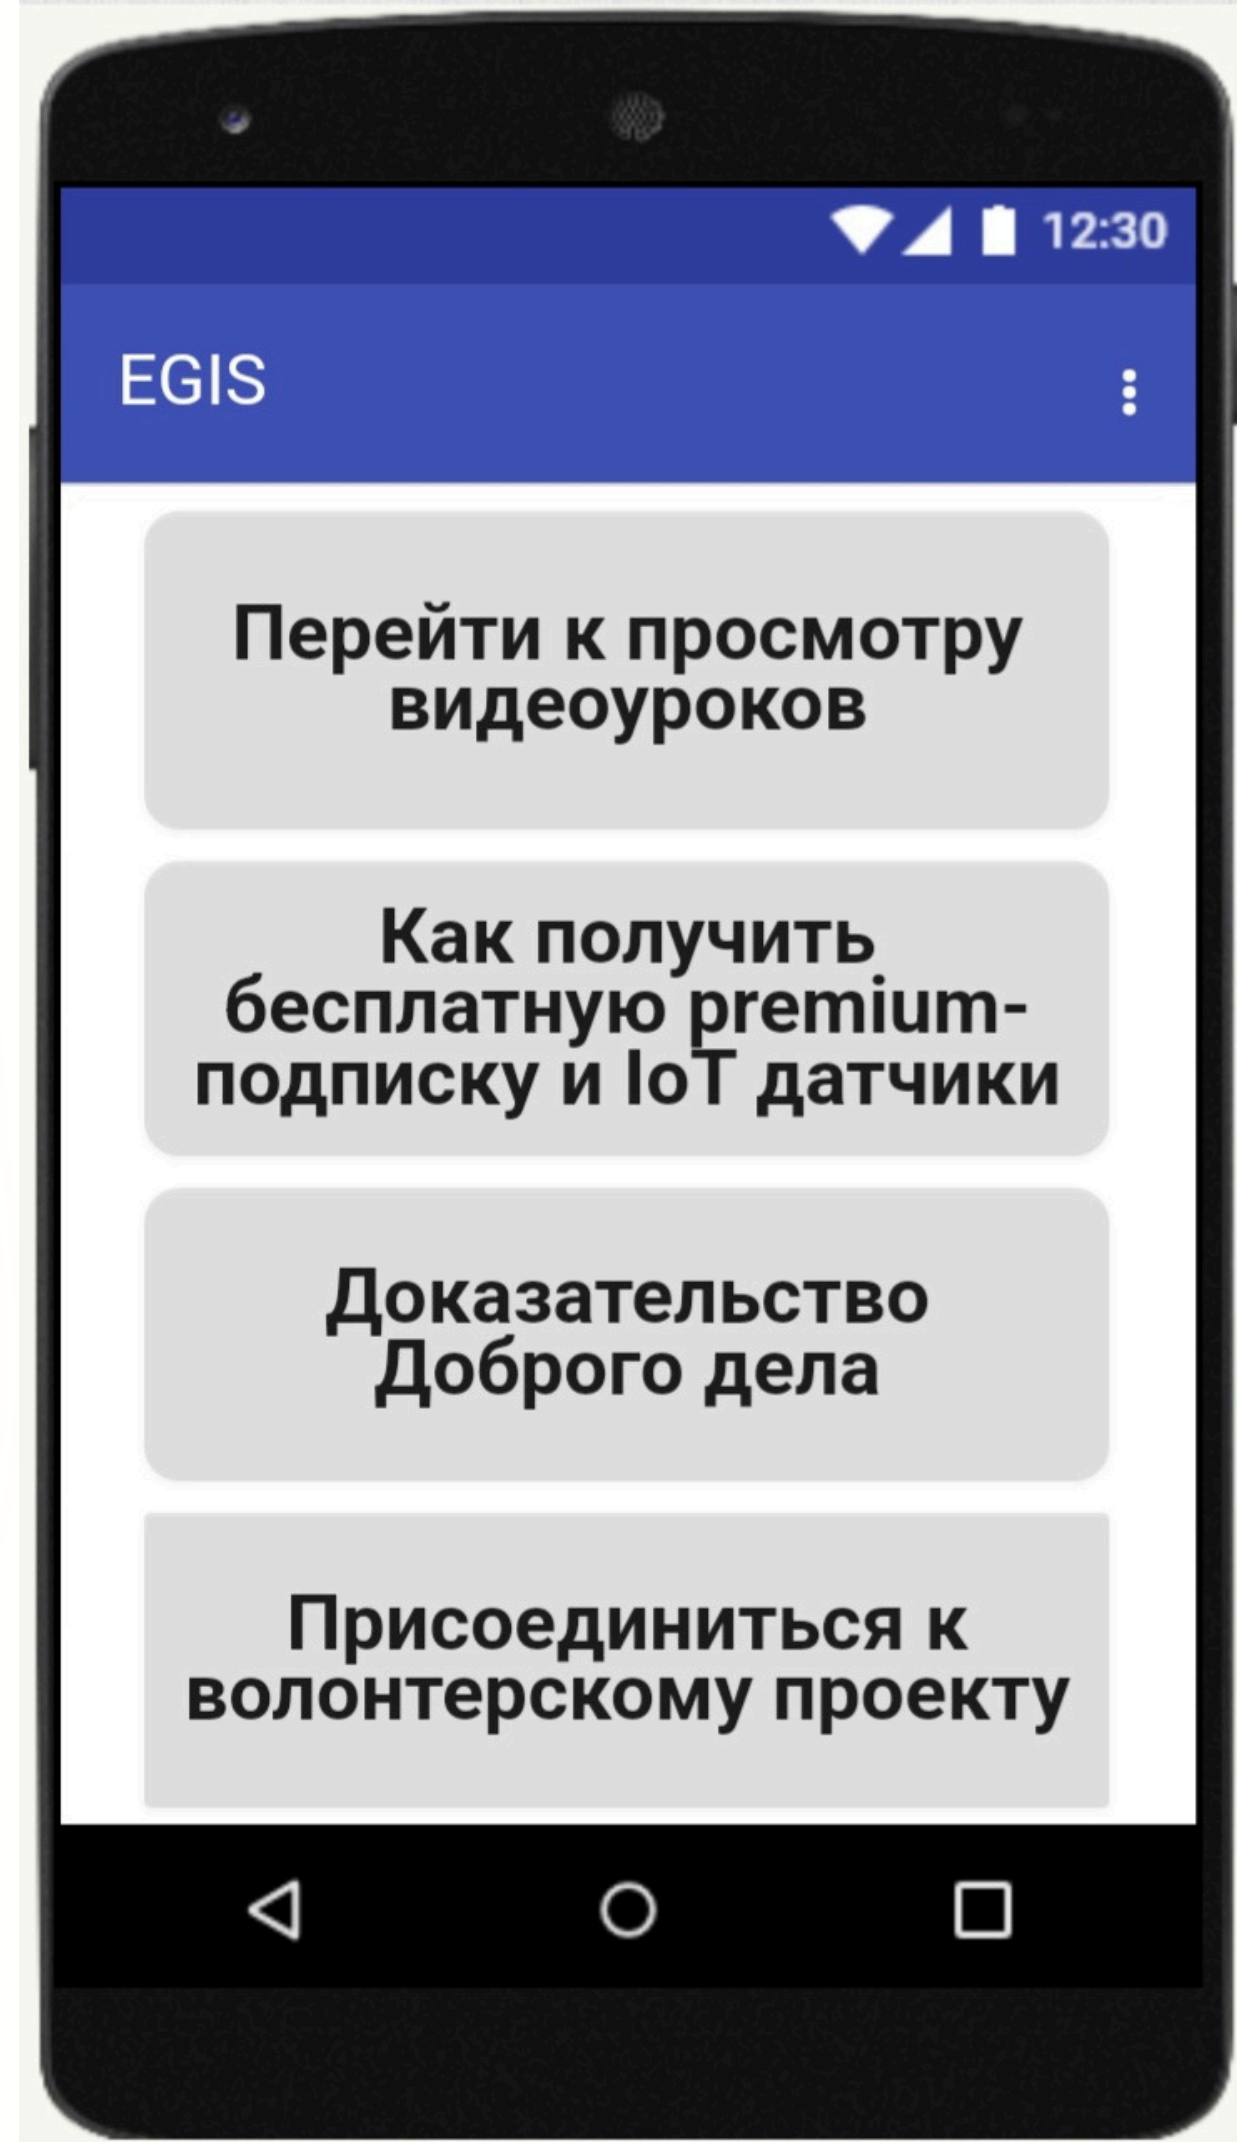 12:30
EGIS
Перейти к просмотру
видеоуроков
Как получить
бесплатную premium-
подписку и IoT датчики
Доказательство
Доброго дела
Присоединиться к
волонтерскому проекту